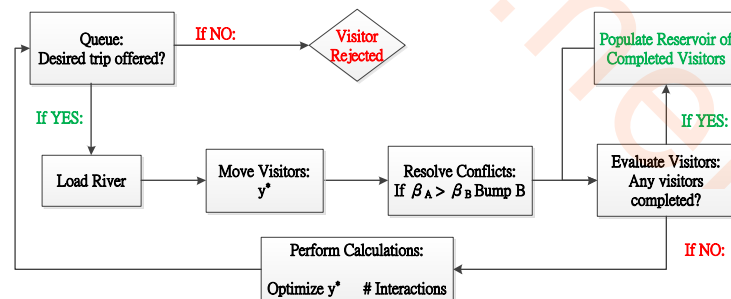 Queue:
Desired trip offered?
If NO:
Visitor
Rejected
Populate Reservoir of
Completed Visitors
If YES:
If YES:
Load River
Move Visitors:
y*
Resolve Conflicts:
If βA > βB Bump B
Evaluate Visitors:
Any visitors
completed?
If NO:
Perform Calculations:
Optimize y* # Interactions